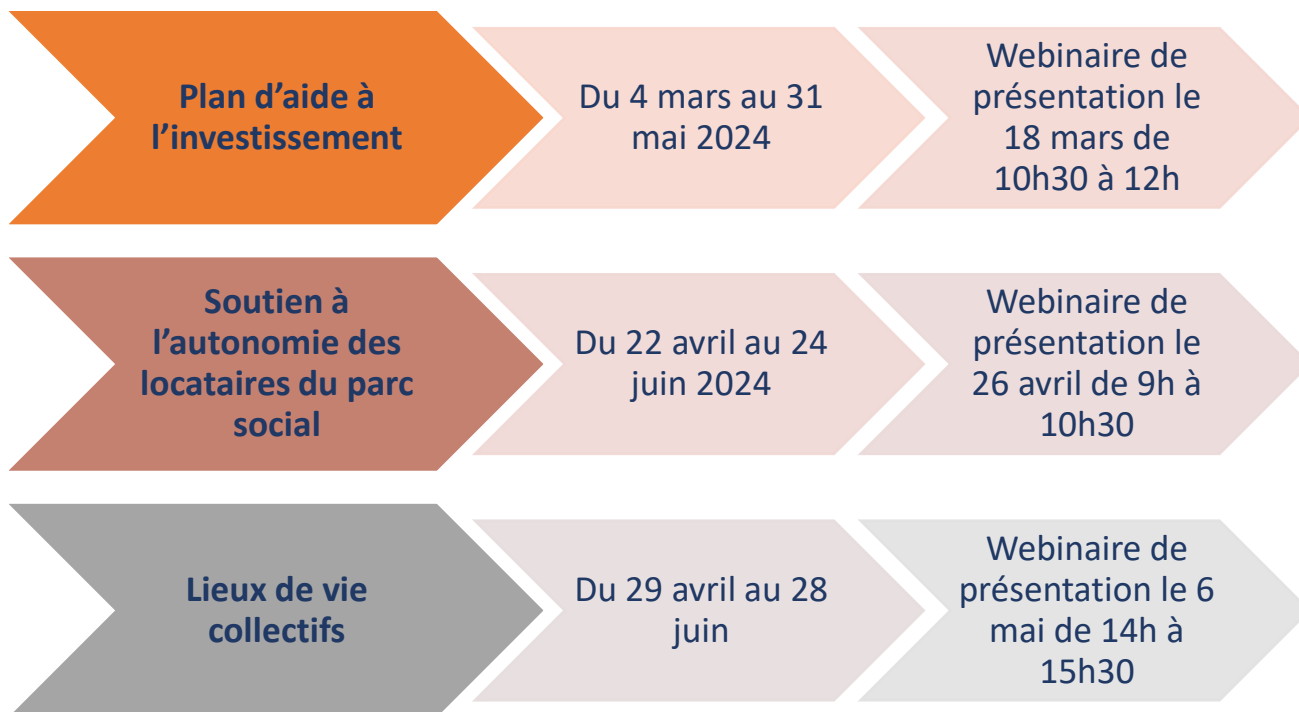 Plan d’aide à
l’investissement
Du 4 mars au 31
mai 2024
Webinaire de
présentation le
18 mars de
10h30 à 12h
Soutien à
l’autonomie des
locataires du parc
social
Du 22 avril au 24
juin 2024
Webinaire de
présentation le
26 avril de 9h à
10h30
Lieux de vie
collectifs
Du 29 avril au 28
juin
Webinaire de
présentation le 6
mai de 14h à
15h30